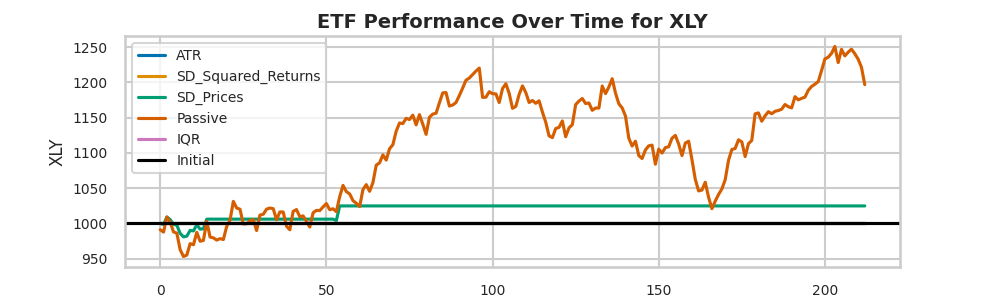 ETF Performance Over Time for XLY
XLY
1250
1200
1150
1100
1050
1000
950
ATR
SD_Squared_Returns
SD_Prices
Passive
IQR
Initial
0
50
100
150
200